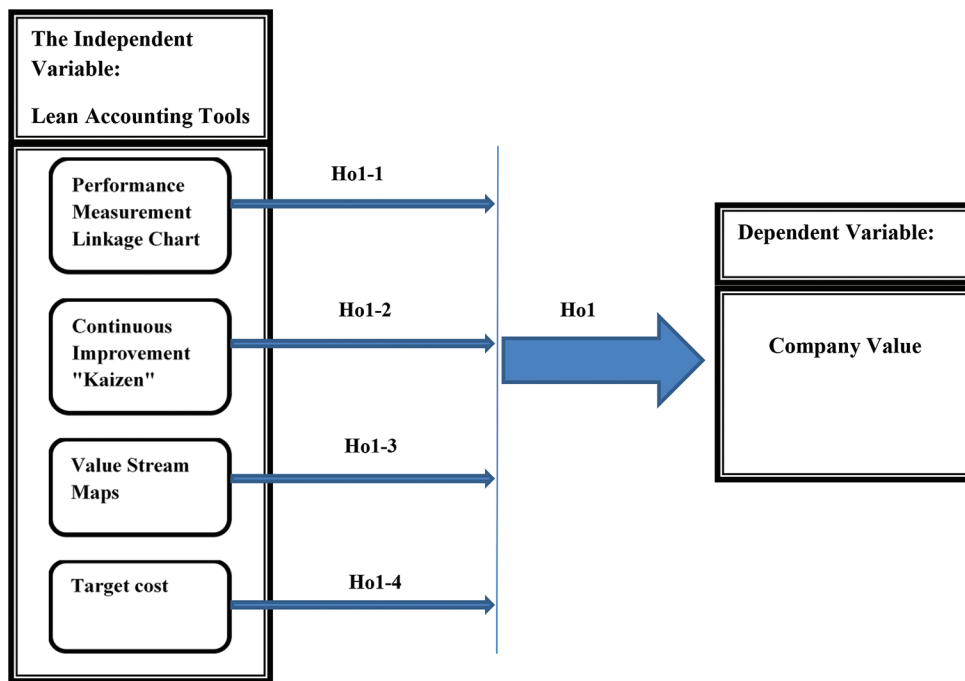 The Independent
Variable:
Lean Accounting Tools
Performance
Measurement
Linkage Chart
Ho1-1
Continuous
Improvement
"Kaizen"
Ho1-2
Value Stream
Maps
Ho1-3
Target cost
Ho1-4
Ho1
Dependent Variable:
Company Value